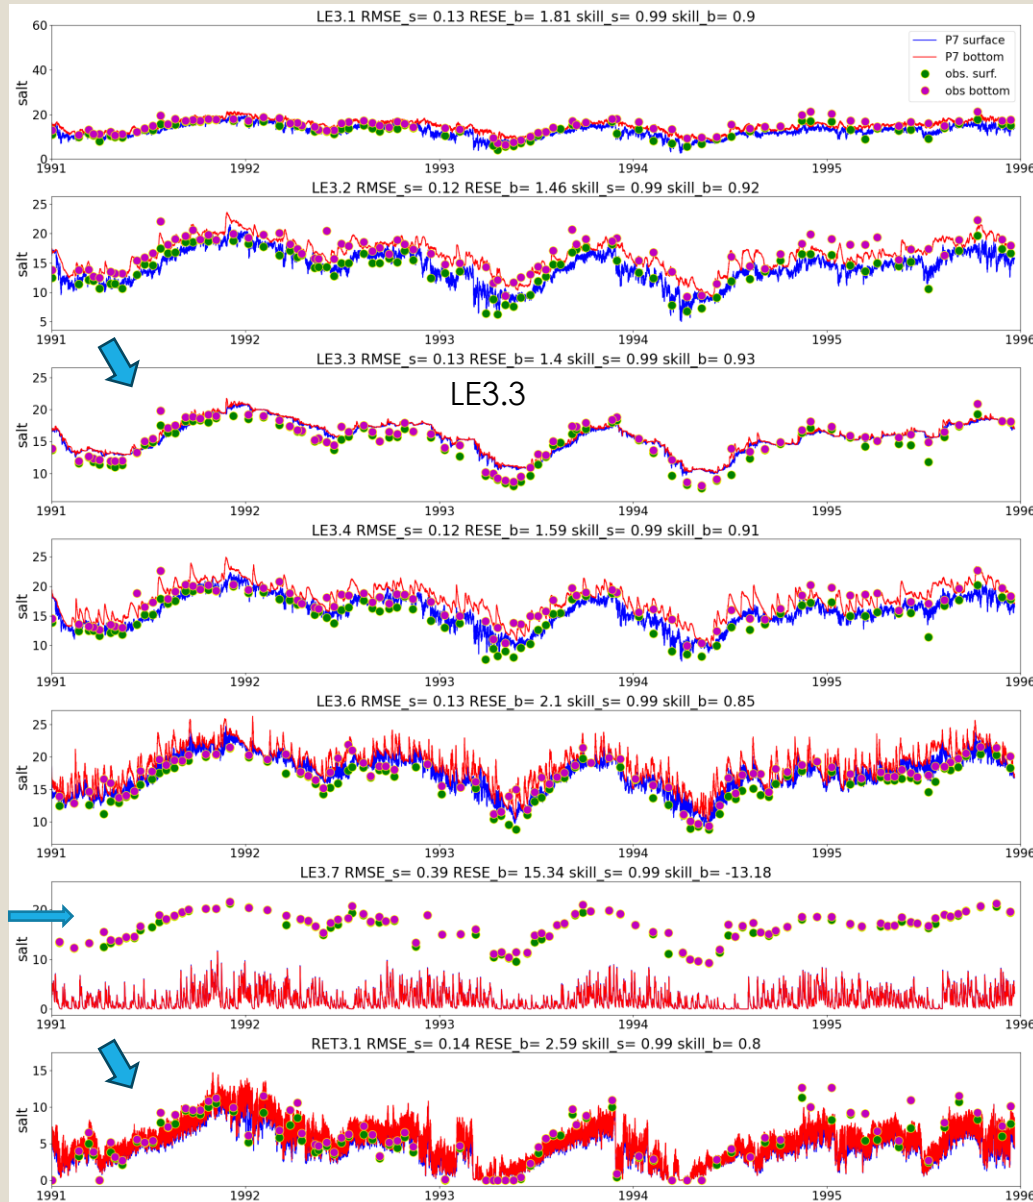 LE3.1 RMSE_s= 0.13 RESE_b= 1.81 skill_s= 0.99 skill_b= 0.9
60
40
20
0
salt
P7 surface
P7 bottom
obs. surf.
obs bottom
1991 1992 1993 1994 1995 1996
LE3.2 RMSE_s= 0.12 RESE_b= 1.46 skill_s= 0.99 skill_b= 0.92
25
20
15
10
5
salt
1991 1992 1993 1994 1995 1996
LE3.3 RMSE_s= 0.13 RESE_b= 1.4 skill_s= 0.99 skill_b= 0.93
LE3.3
25
20
15
10
salt
1991 1992 1993 1994 1995 1996
LE3.4 RMSE_s= 0.12 RESE_b= 1.59 skill_s= 0.99 skill_b= 0.91
25
20
15
10
salt
1991 1992 1993 1994 1995 1996
LE3.6 RMSE_s= 0.13 RESE_b= 2.1 skill_s= 0.99 skill_b= 0.85
25
20
15
10
salt
1991 1992 1993 1994 1995 1996
LE3.7 RMSE_s= 0.39 RESE_b= 15.34 skill_s= 0.99 skill_b= -13.18
20
10
0
salt
1991 1992 1993 1994 1995 1996
RET3.1 RMSE_s= 0.14 RESE_b= 2.59 skill_s= 0.99 skill_b= 0.8
15
10
5
0
salt
1991 1992 1993 1994 1995 1996